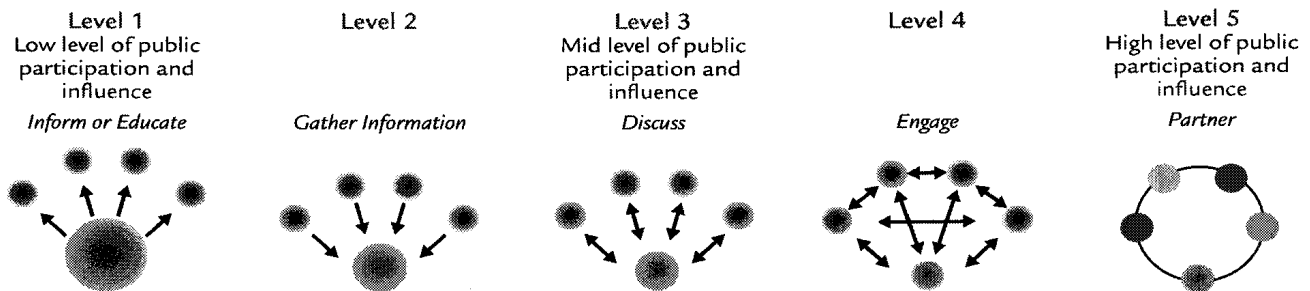 Level 1
Low level of public
participation and
influence
Inform or Educate
Level 2
Gather Information
Level 3
Mid level of public
participation and
influence
Discuss
Level 4
Engage
Level 5
High level of public
participation and
influence
Partner